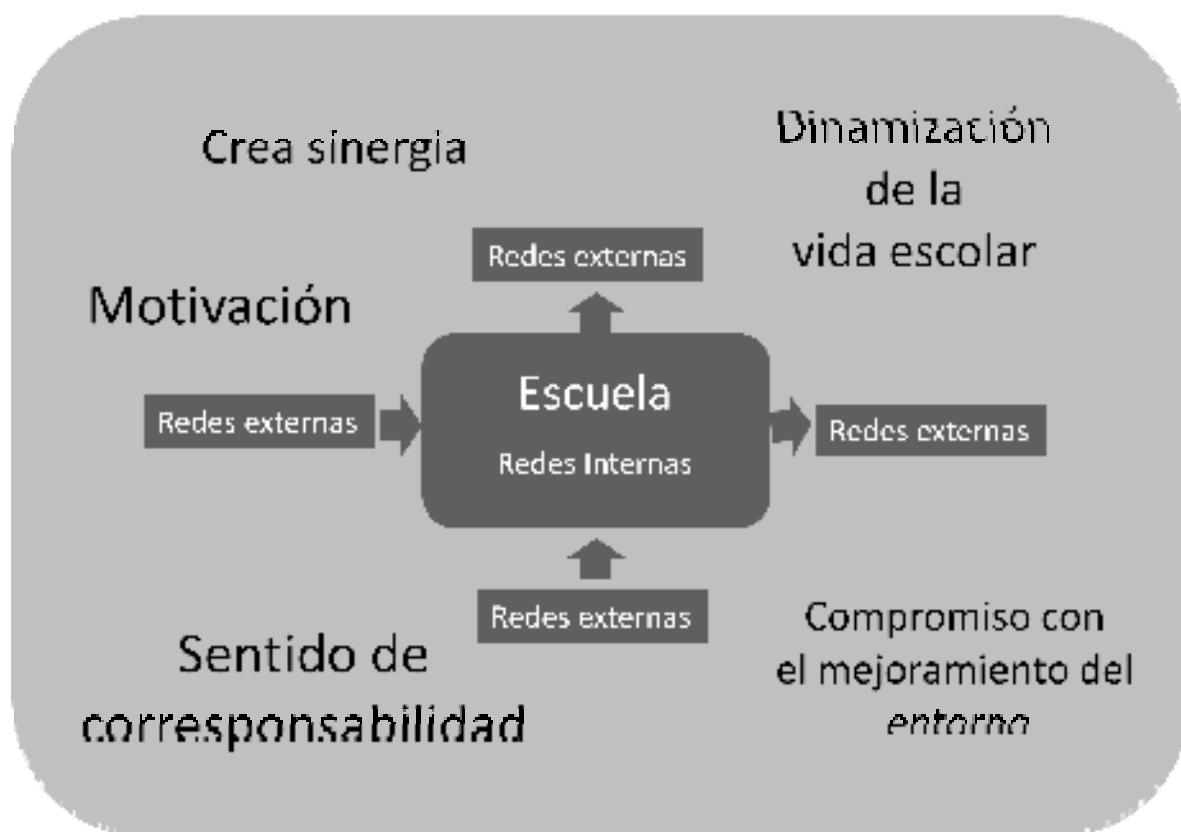 Crea sinergia
Dinamización
de la
vida escolar
Redes externas
Motivación
Escuela
Redes externas
Redes externas
Redes Internas
Redes externas
Sentido de
corresponsabilidad
Compromiso con
el mejoramiento del
entorno